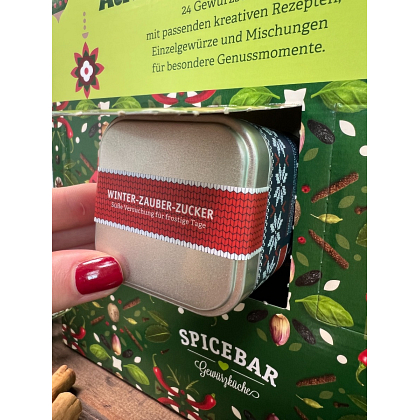 24 Gewürz
mit passenden kreativen Rezepten,
Einzelgewürze und Mischungen
für besondere Genussmomente.
WINTER-ZAUBER-ZUCKER
Süße Versuchung für frostige Tage
SPICEBAR
Gewürzküche